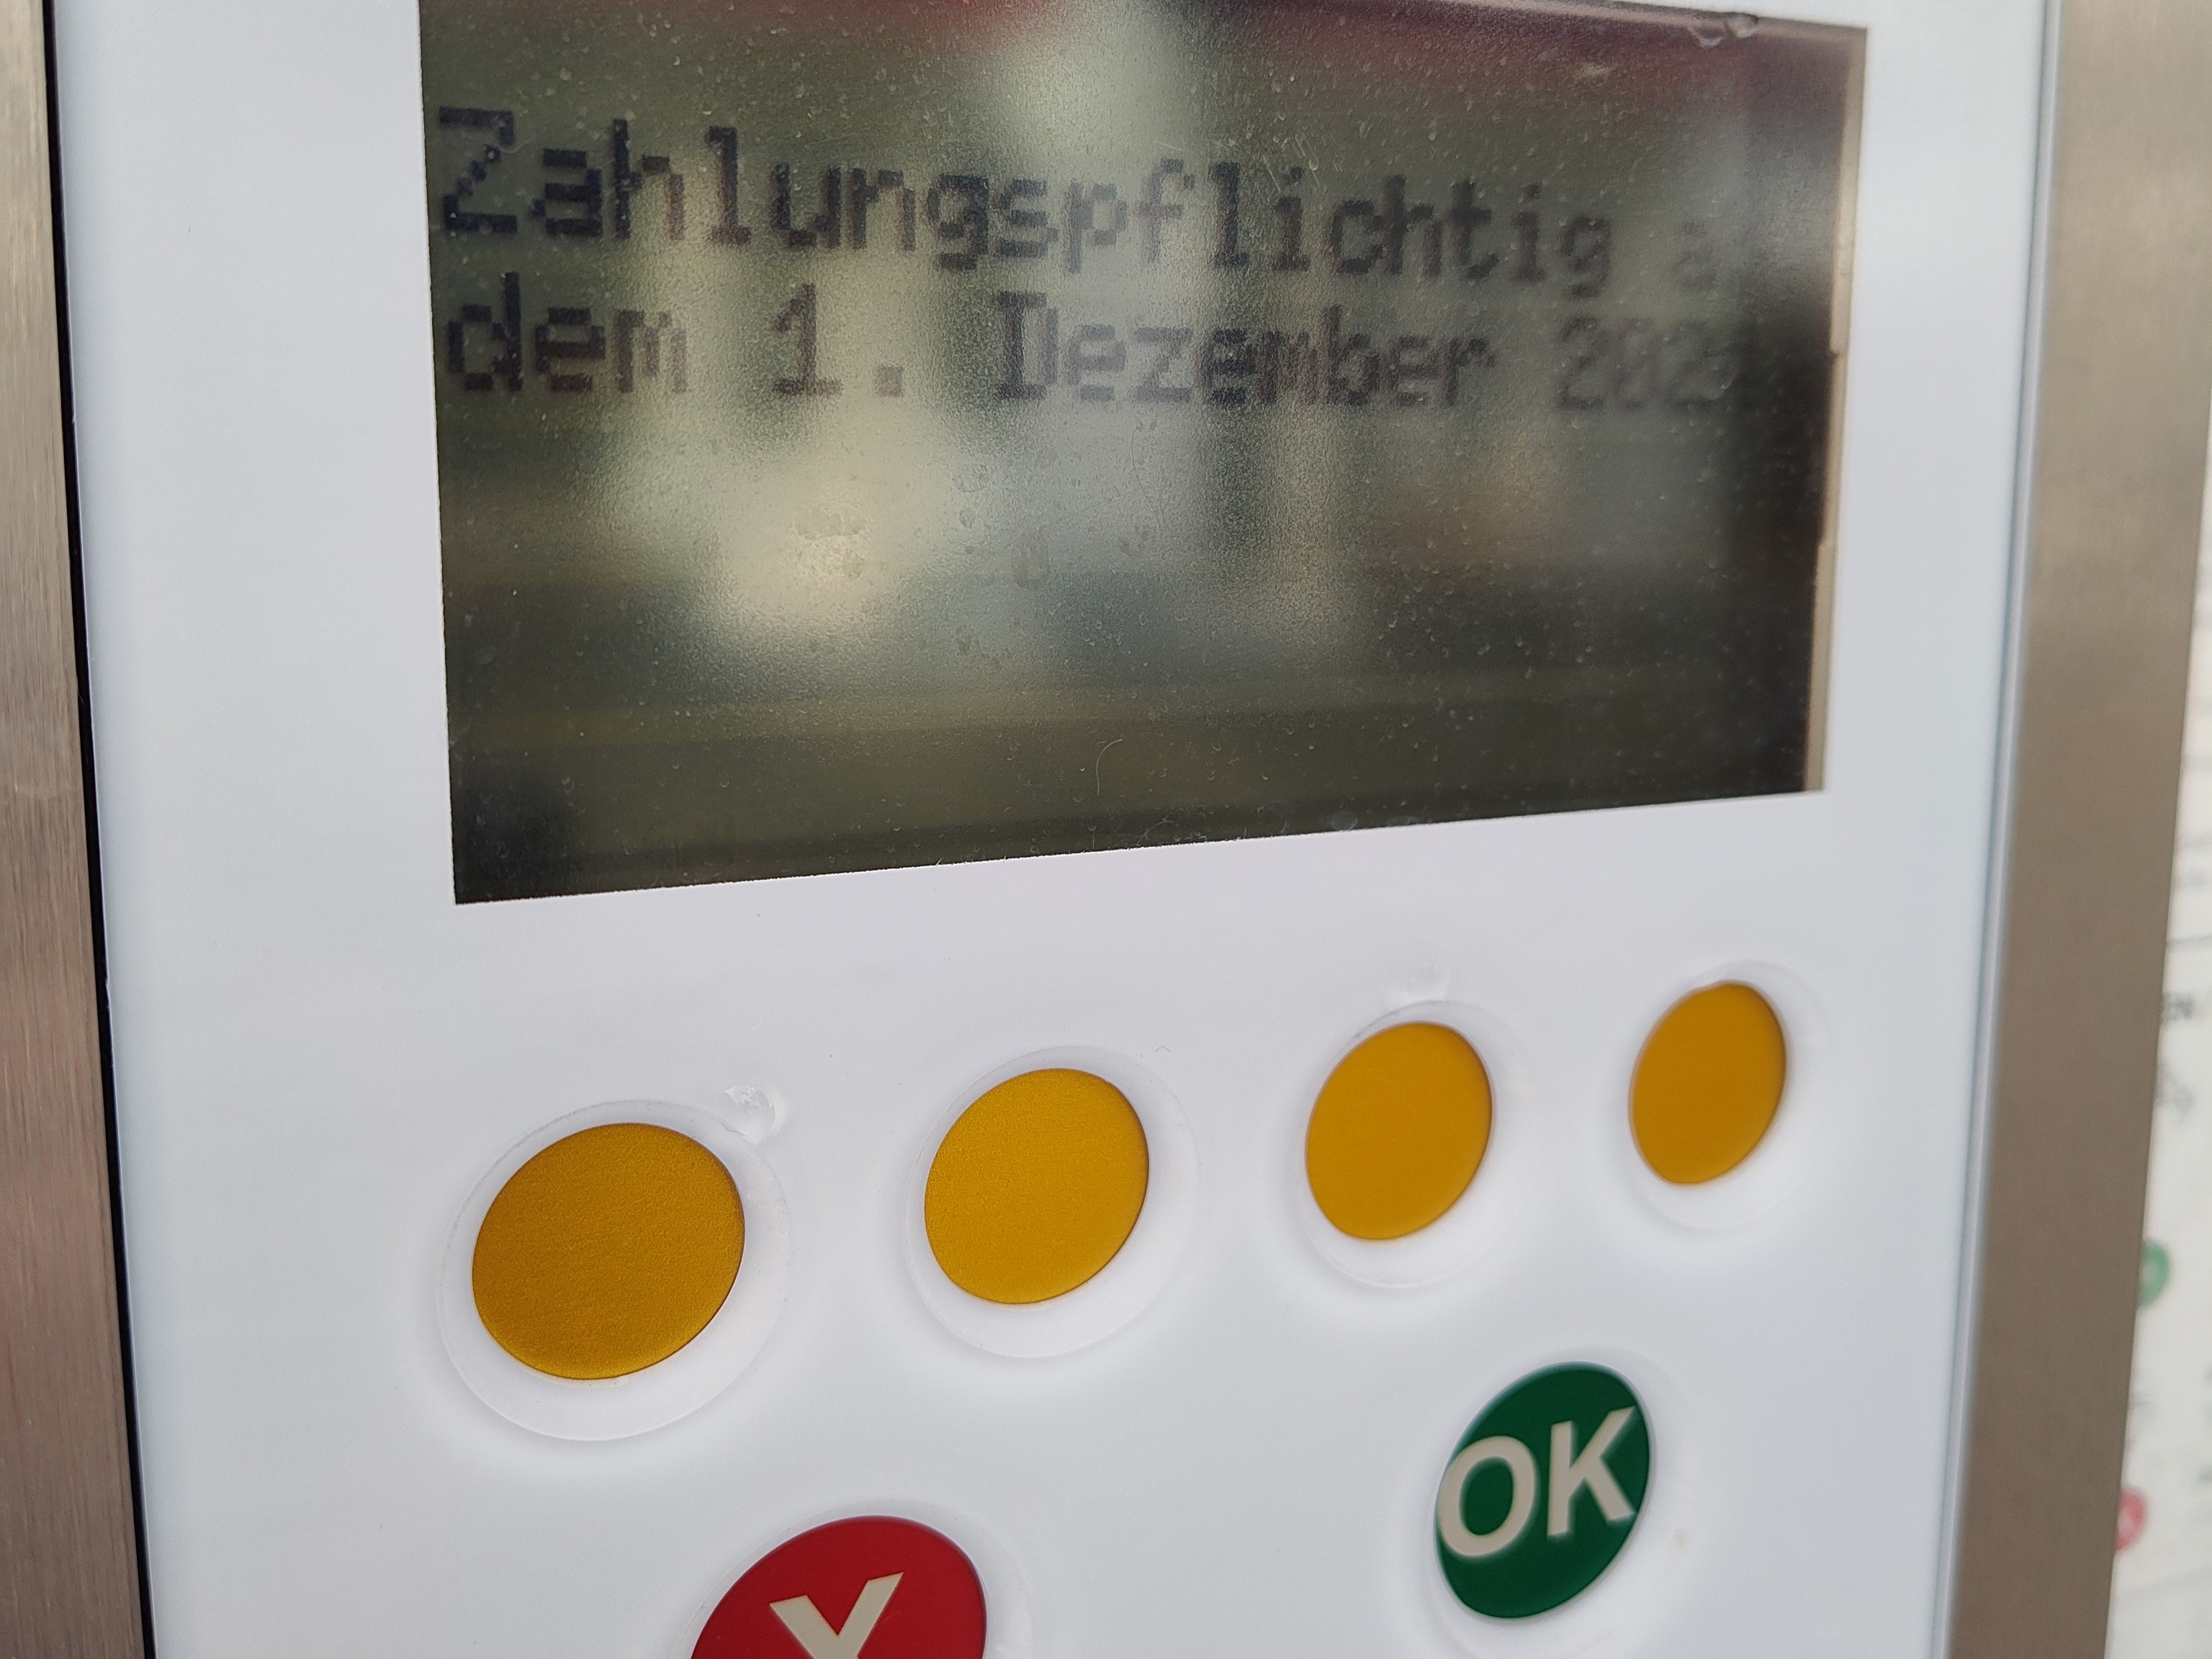 Zahlungspflichtig
dem 1. Dezember
OK
X